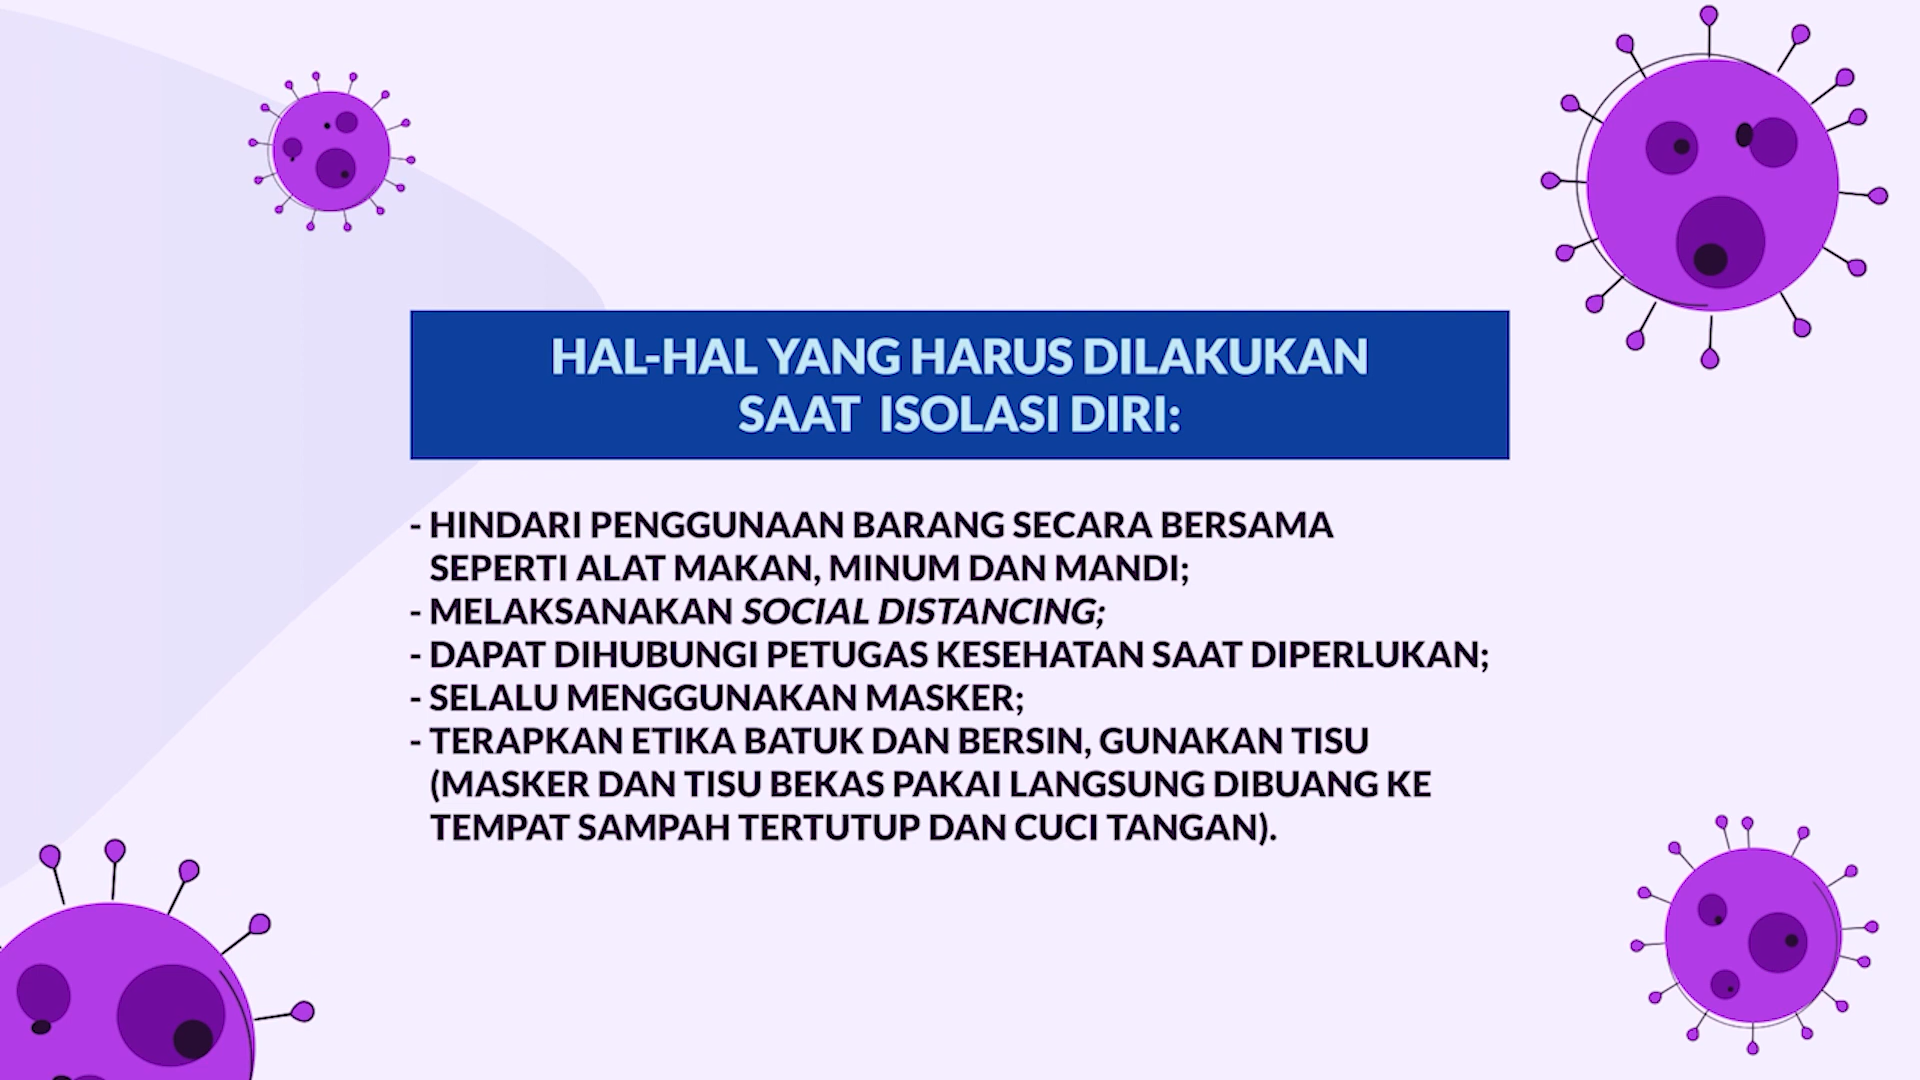 HAL-HAL YANG HARUS DILAKUKAN
SAAT ISOLASI DIRI:
- HINDARI PENGGUNAAN BARANG SECARA BERSAMA
SEPERTI ALAT MAKAN, MINUM DAN MANDI;
- MELAKSANAKAN SOCIAL DISTANCING;
- DAPAT DIHUBUNGI PETUGAS KESEHATAN SAAT DIPERLUKAN;
- SELALU MENGGUNAKAN MASKER;
- TERAPKAN ETIKA BATUK DAN BERSIN, GUNAKAN TISU
(MASKER DAN TISU BEKAS PAKAI LANGSUNG DIBUANG KE
TEMPAT SAMPAH TERTUTUP DAN CUCI TANGAN).